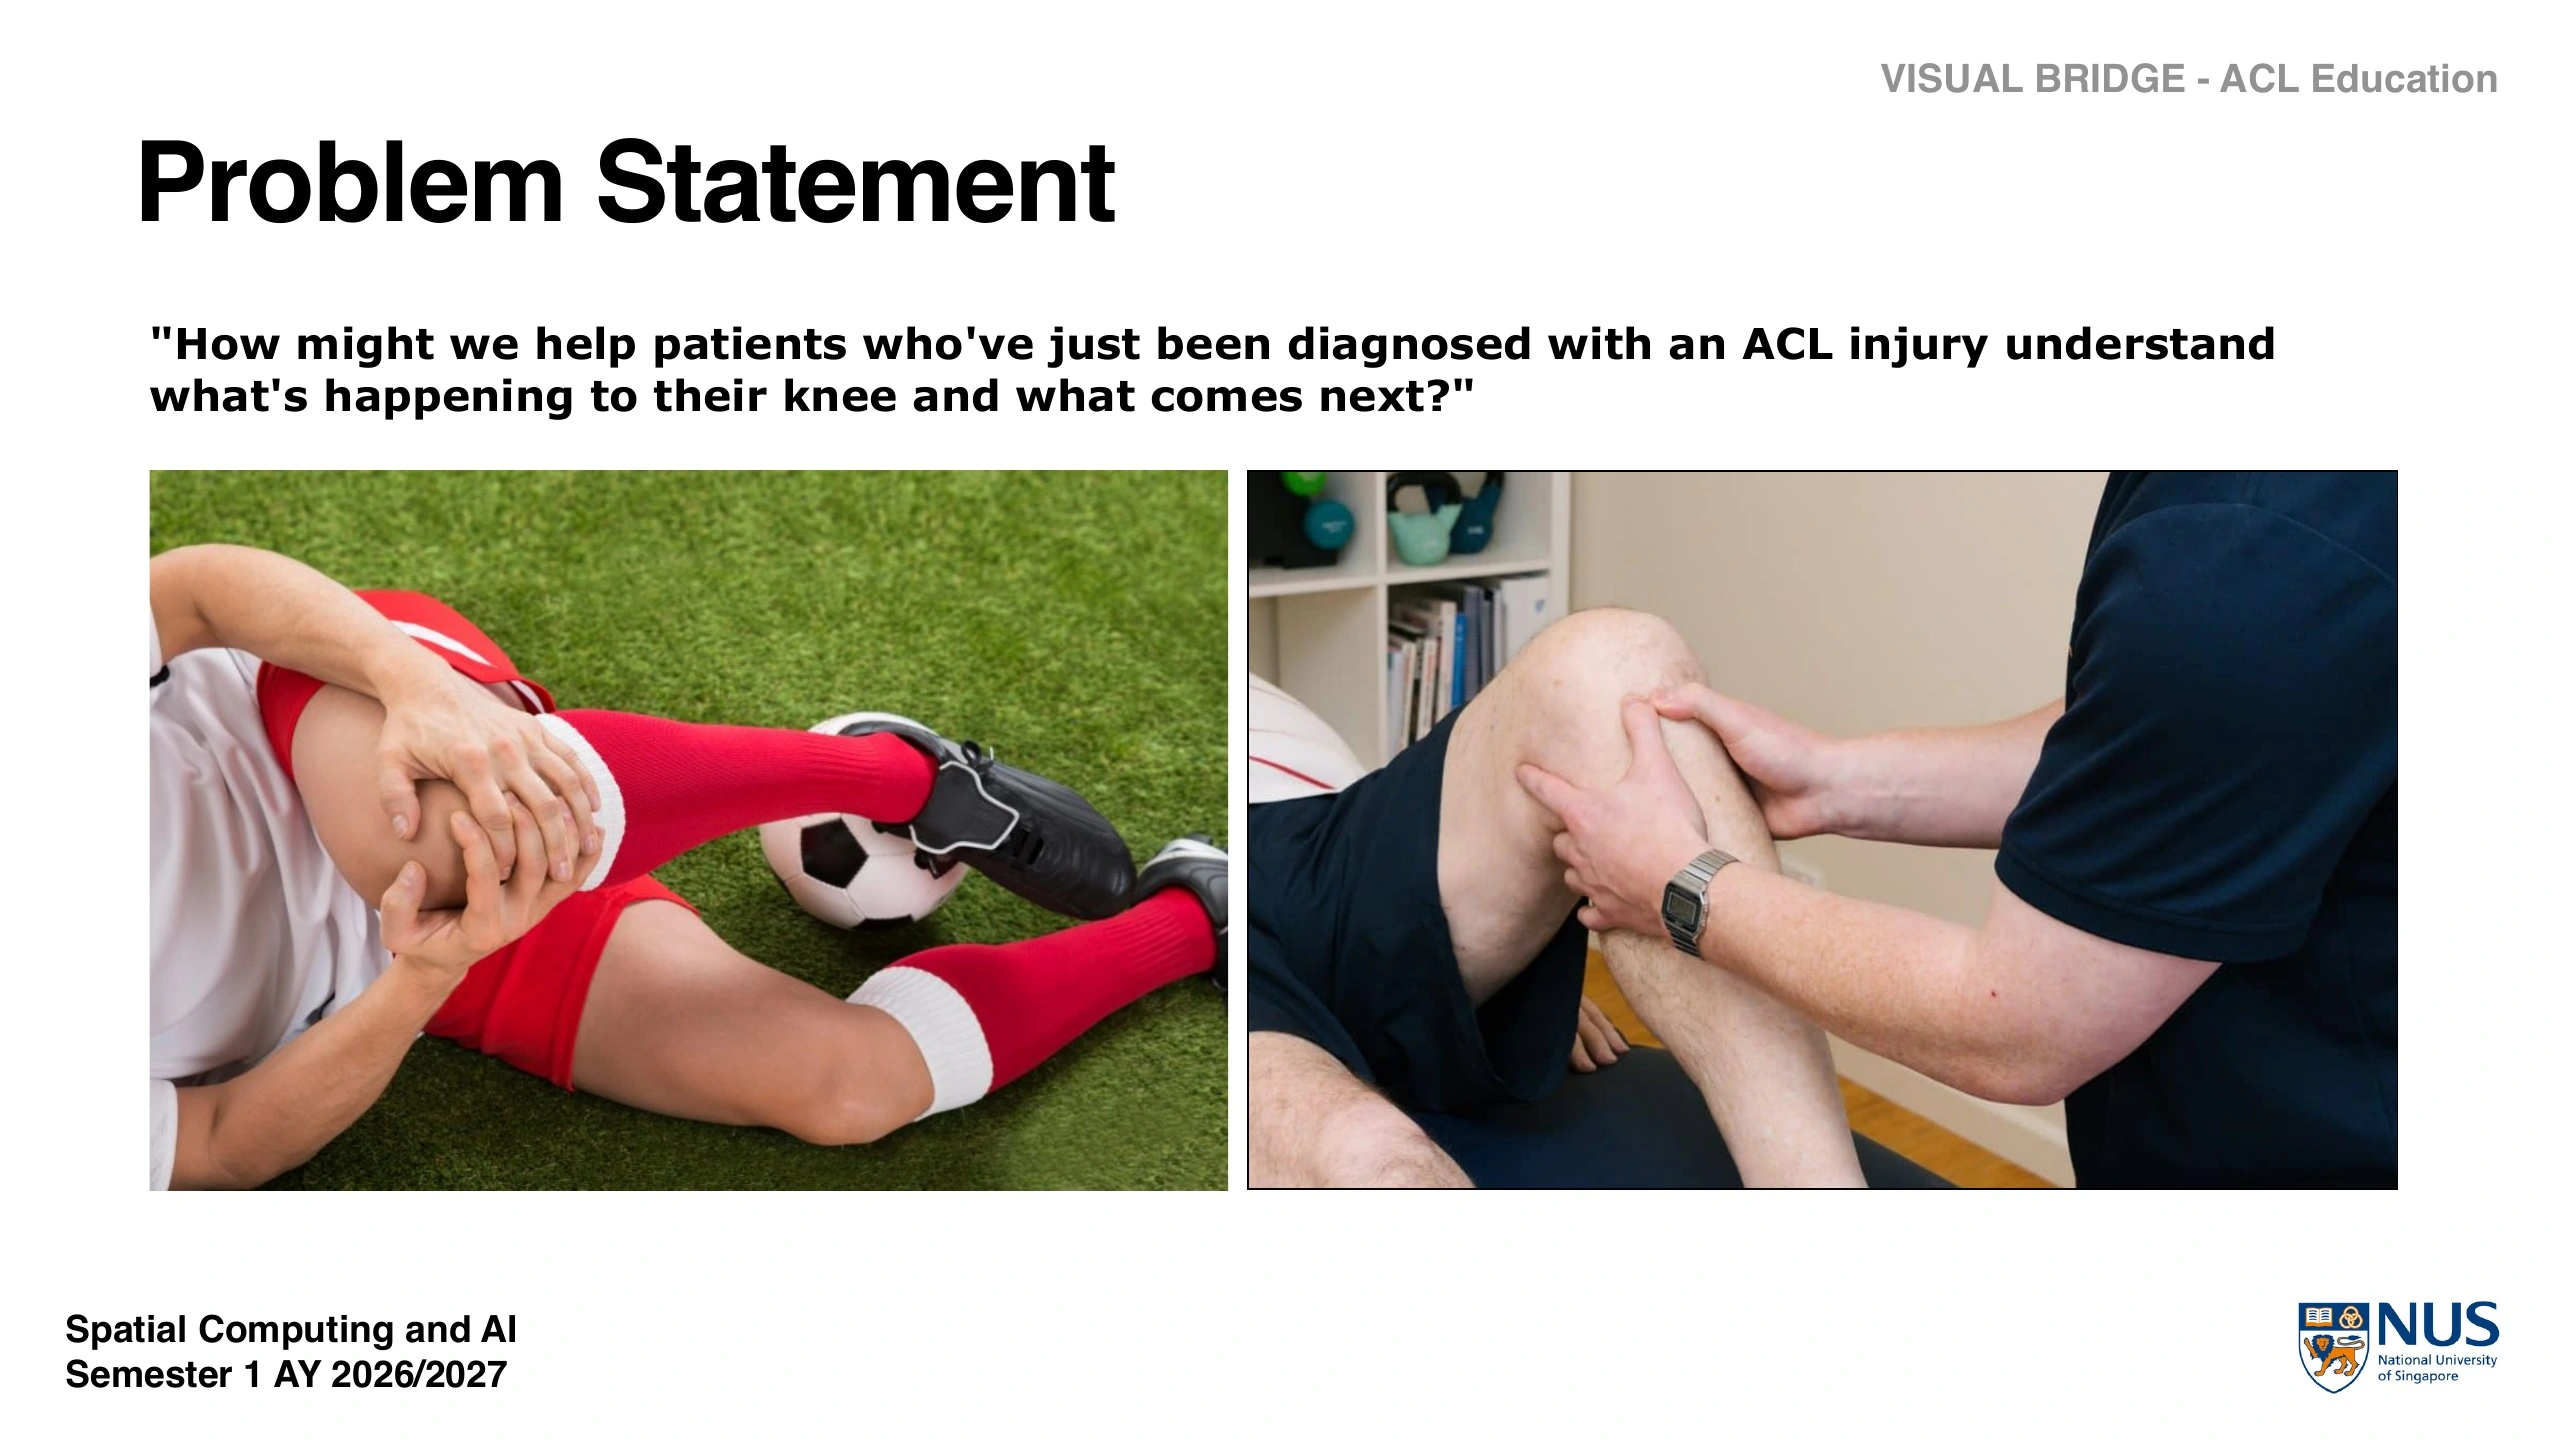 VISUAL BRIDGE - ACL Education
Problem Statement
"How might we help patients who've just been diagnosed with an ACL injury understand
what's happening to their knee and what comes next?"
Spatial Computing and AI
Semester 1 AY 2026/2027
NUS
National University
of Singapore